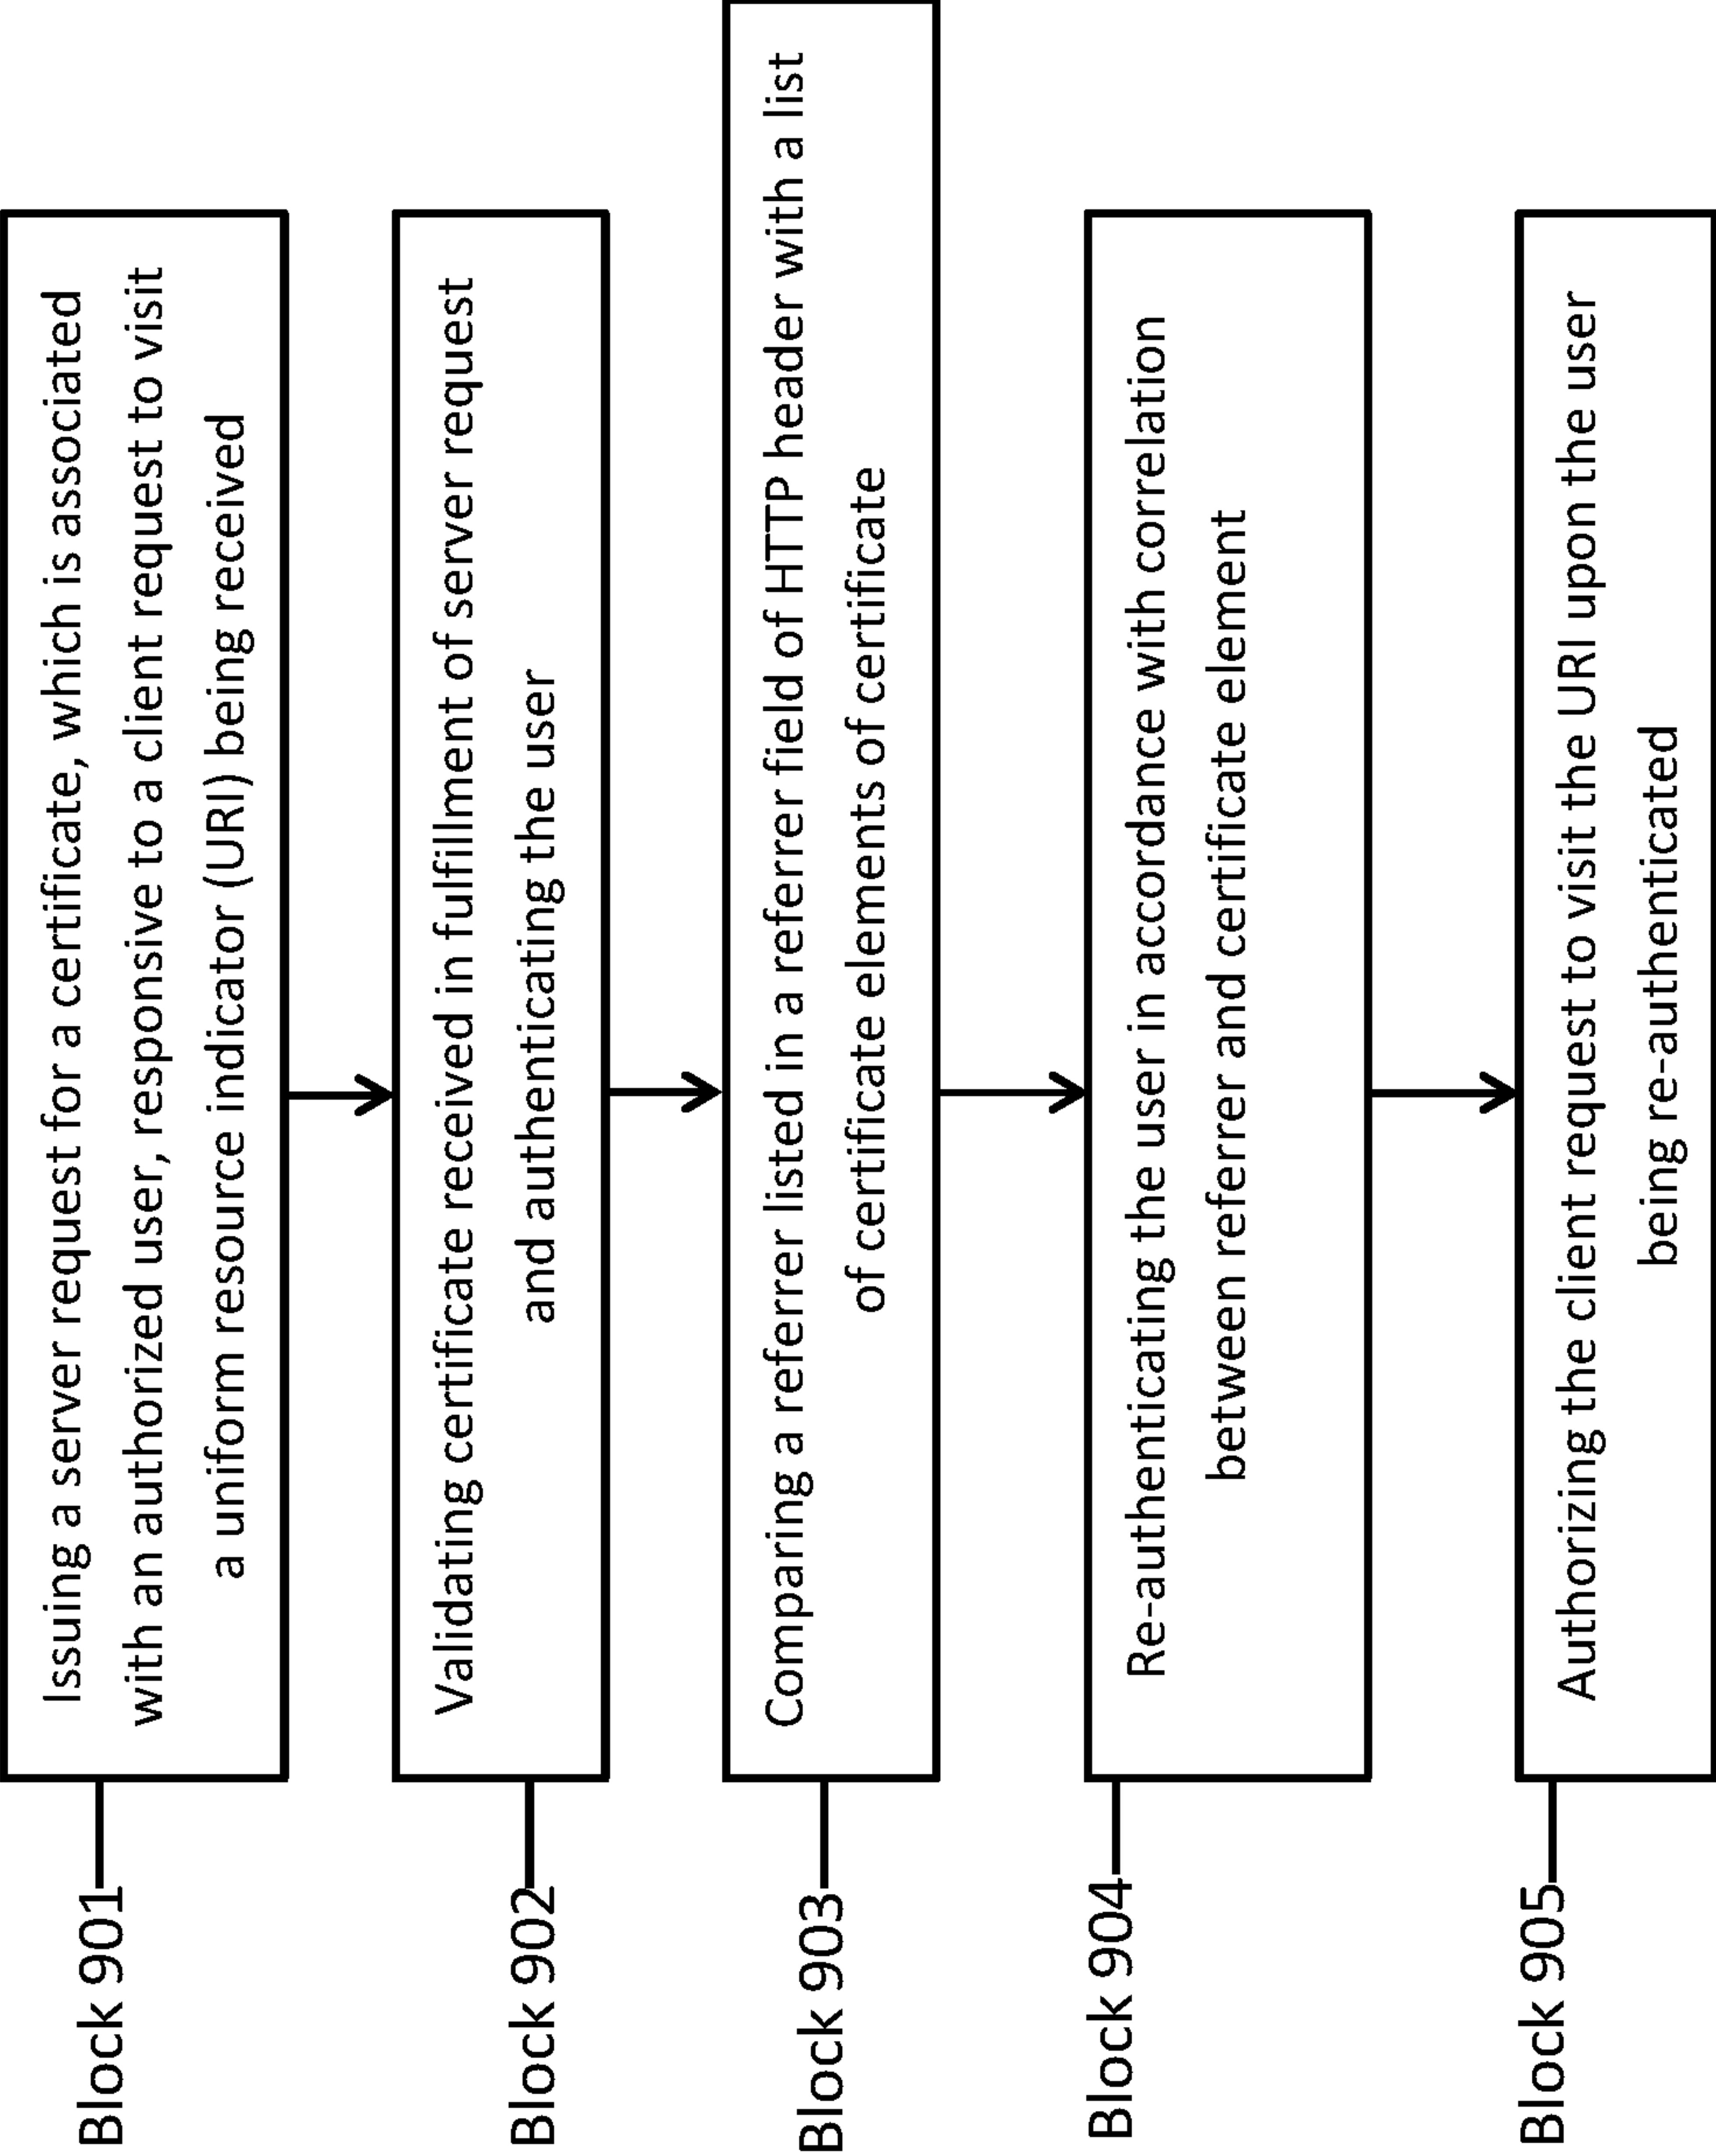 Block 901
Issuing a server request for a certificate, which is associated
with an authorized user, responsive to a client request to visit
a uniform resource indicator (URI) being received
Block 902
Validating certificate received in fulfillment of server request
and authenticating the user
Block 903
Comparing a referrer listed in a referrer field of HTTP header with a list
of certificate elements of certificate
Block 904
Re-authenticating the user in accordance with correlation
between referrer and certificate element
Block 905
Authorizing the client request to visit the URI upon the user
being re-authenticated